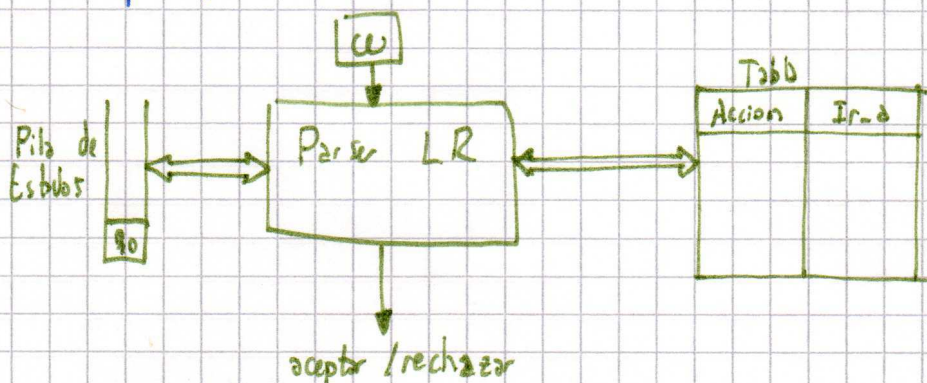 ω
Tabla
Accion Ir_a
Parser LR
Pila de
Estados
q0
aceptar / rechazar